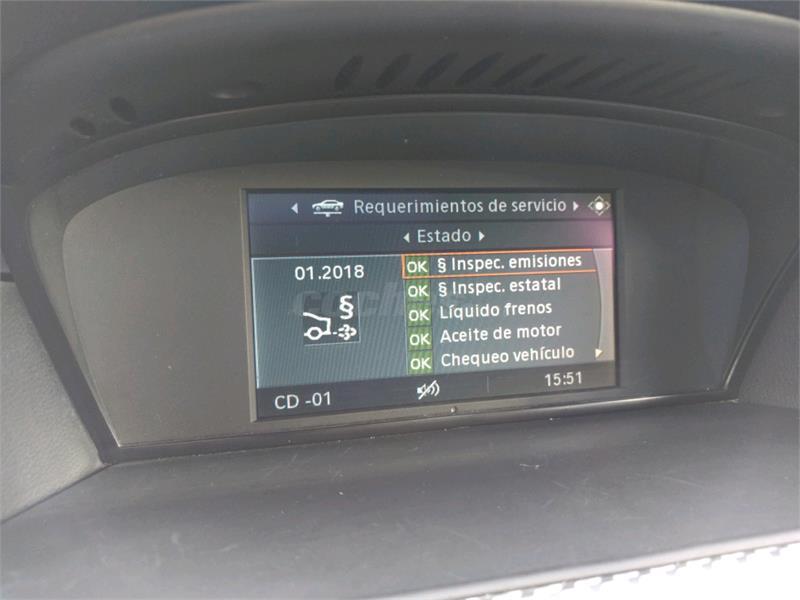 Requerimientos de servicio
Estado
01.2018
OK § Inspec. emisiones
OK § Inspec. estatal
OK Líquido frenos
OK Aceite de motor
OK Chequeo vehículo
§
CD -01
15:51